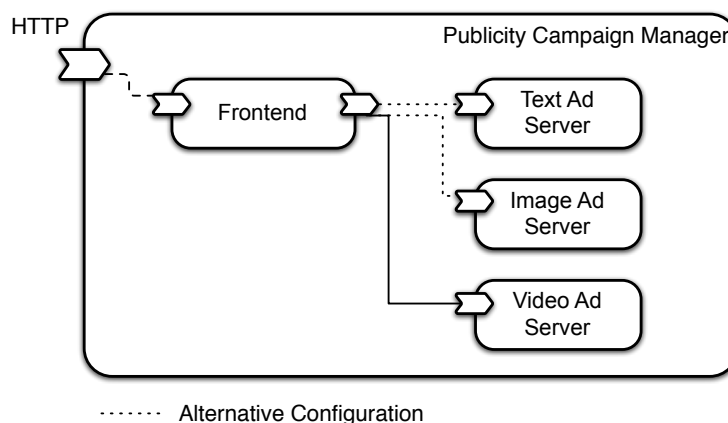 HTTP
Publicity Campaign Manager
Frontend
Text Ad
Server
Image Ad
Server
Video Ad
Server
Alternative Configuration